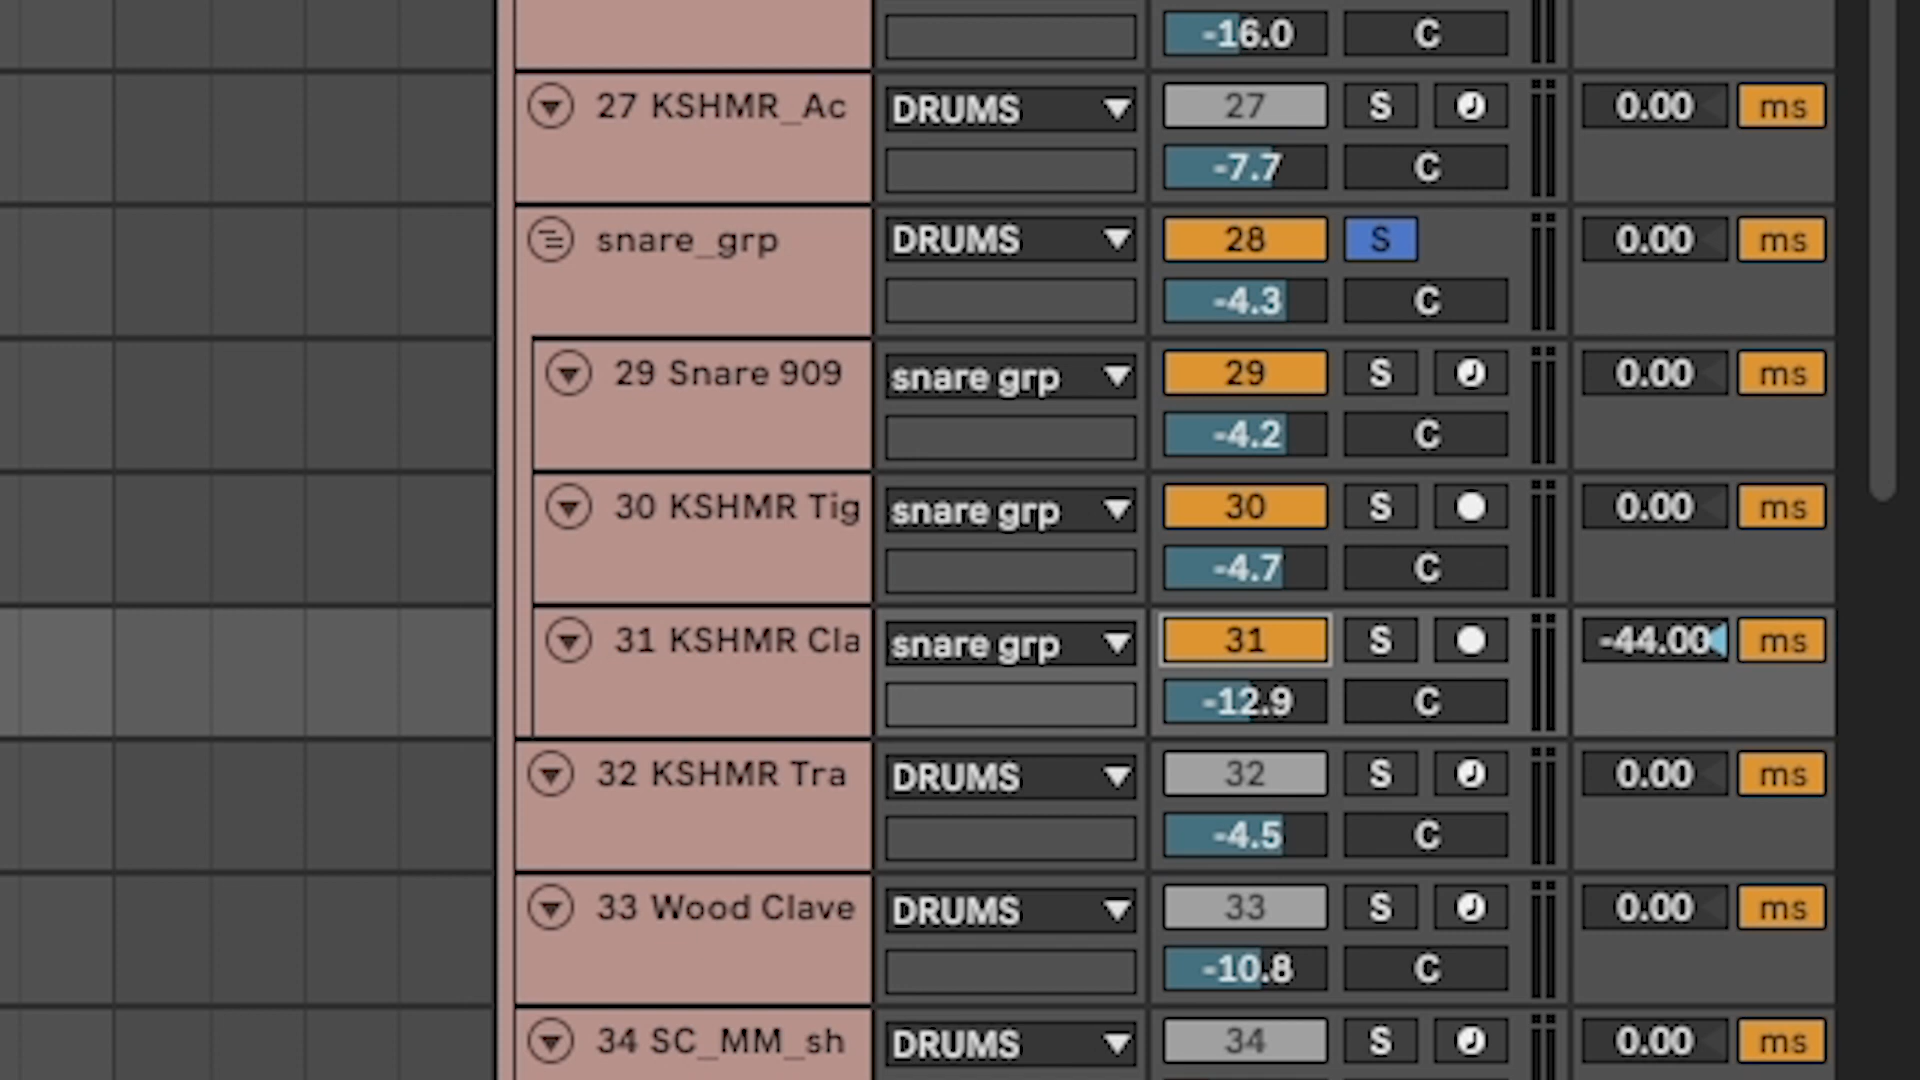 -16.0 C
27 KSHMR_Ac DRUMS 27 S 0.00 ms
-7.7 C
snare_grp DRUMS 28 S 0.00 ms
-4.3 C
29 Snare 909 snare grp 29 S 0.00 ms
-4.2 C
30 KSHMR Tig snare grp 30 S 0.00 ms
-4.7 C
31 KSHMR Cla snare grp 31 S -44.00 ms
-12.9 C
32 KSHMR Tra DRUMS 32 S 0.00 ms
-4.5 C
33 Wood Clave DRUMS 33 S 0.00 ms
-10.8 C
34 SC_MM_sh DRUMS 34 S 0.00 ms